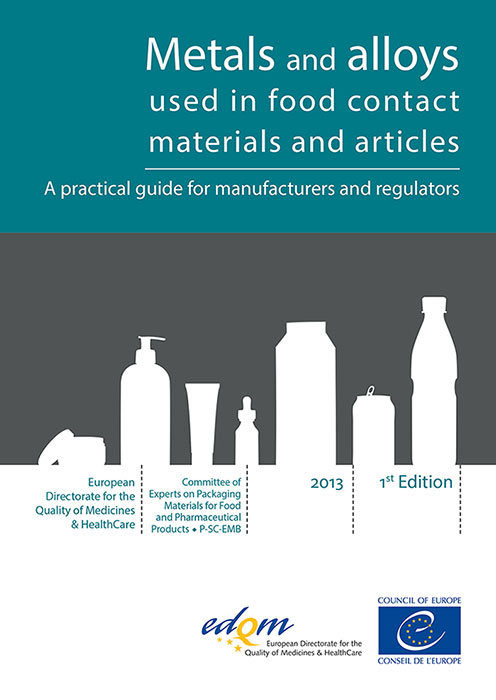 Metals and alloys
used in food contact
materials and articles
A practical guide for manufacturers and regulators
European
Directorate for the
Quality of Medicines
& HealthCare
Committee of
Experts on Packaging
Materials for Food
and Pharmaceutical
Products ◆ P-SC-EMB
2013
1st Edition
edqm
European Directorate for the
Quality of Medicines & HealthCare
COUNCIL OF EUROPE
CONSEIL DE L'EUROPE